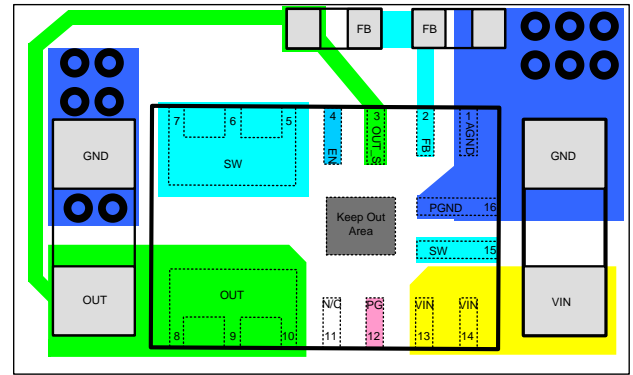 FB FB
7 6 5 4 3 2 1
EN OUT_S FB AGND
GND SW GND
PGND 16
Keep Out
Area
SW 15
OUT OUT VIN
N/C PG VIN VIN
8 9 10 11 12 13 14